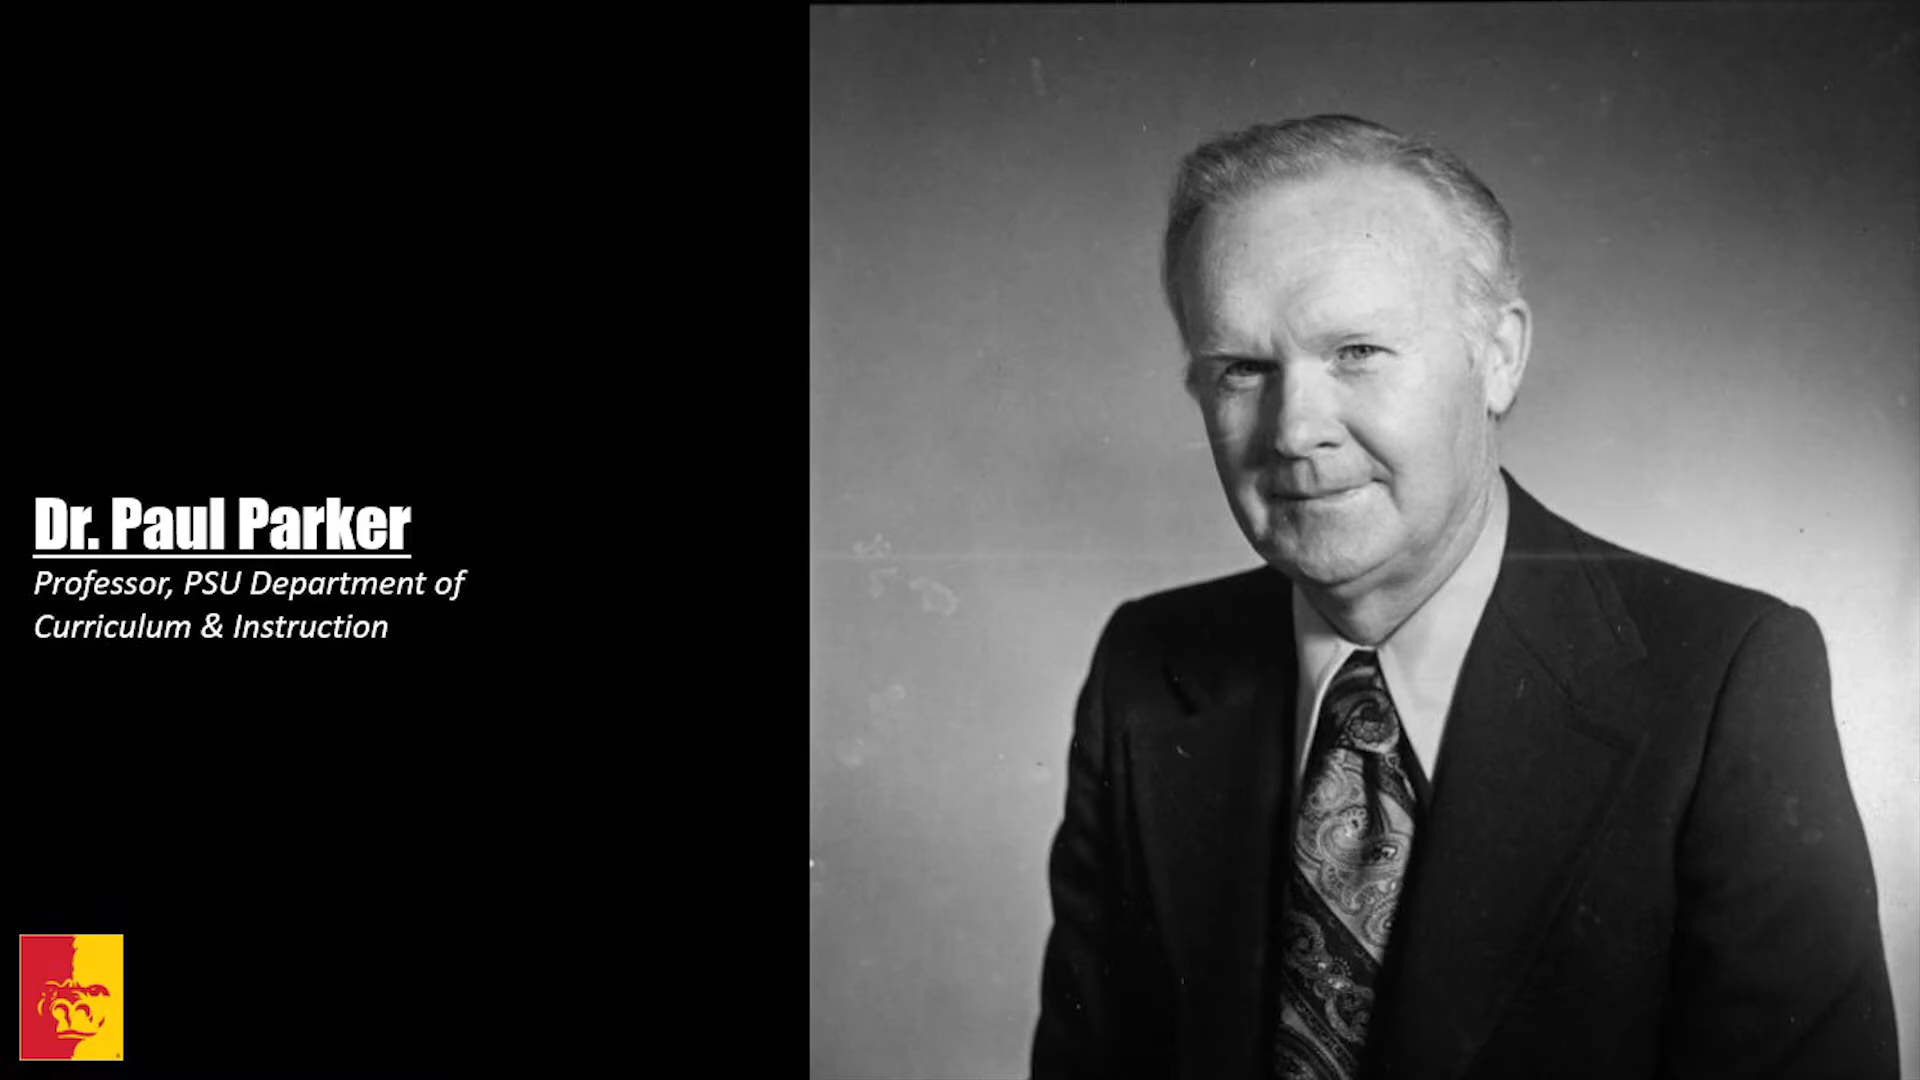 Dr. Paul Parker
Professor, PSU Department of
Curriculum & Instruction